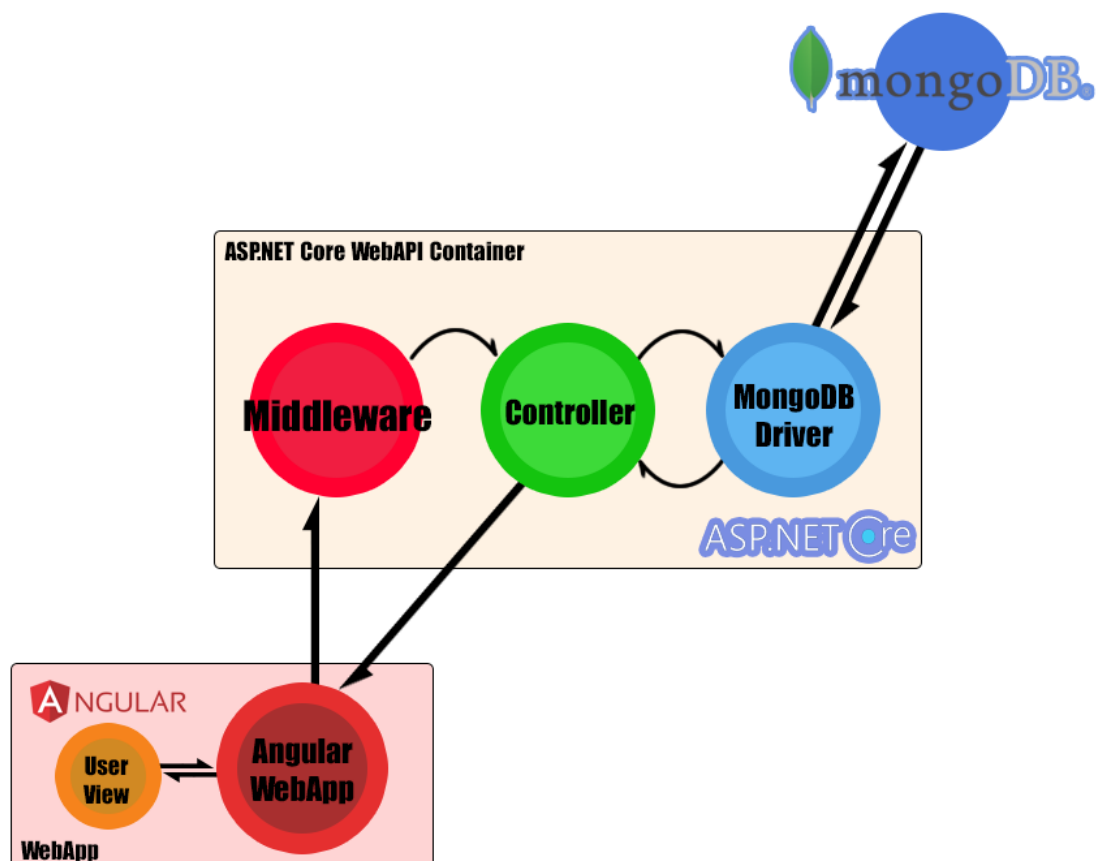 mongoDB®
ASP.NET Core WebAPI Container
Middleware
Controller
MongoDB
Driver
ASP.NET Core
ANGULAR
User
View
Angular
WebApp
WebApp